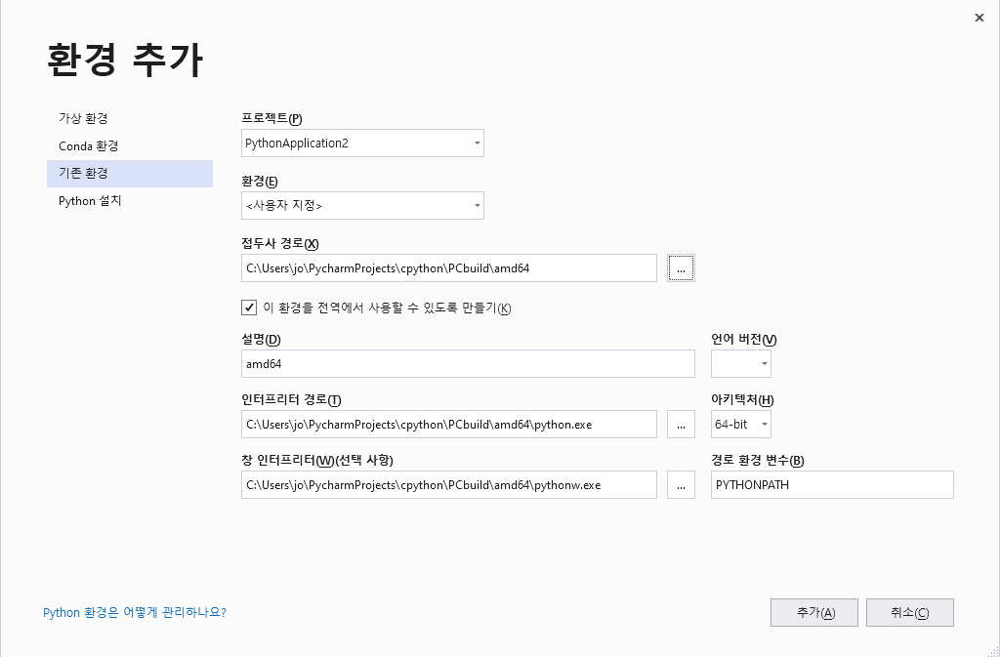 환경 추가
가상 환경
Conda 환경
기존 환경
Python 설치
프로젝트(P)
PythonApplication2
환경(E)
<사용자 지정>
접두사 경로(X)
C:\Users\jo\PycharmProjects\cpython\PCbuild\amd64
...
이 환경을 전역에서 사용할 수 있도록 만들기(K)
설명(D)
언어 버전(V)
amd64
인터프리터 경로(T)
아키텍처(H)
C:\Users\jo\PycharmProjects\cpython\PCbuild\amd64\python.exe
...
64-bit
창 인터프리터(W)(선택 사항)
경로 환경 변수(B)
C:\Users\jo\PycharmProjects\cpython\PCbuild\amd64\pythonw.exe
...
PYTHONPATH
Python 환경은 어떻게 관리하나요?
추가(A)
취소(C)